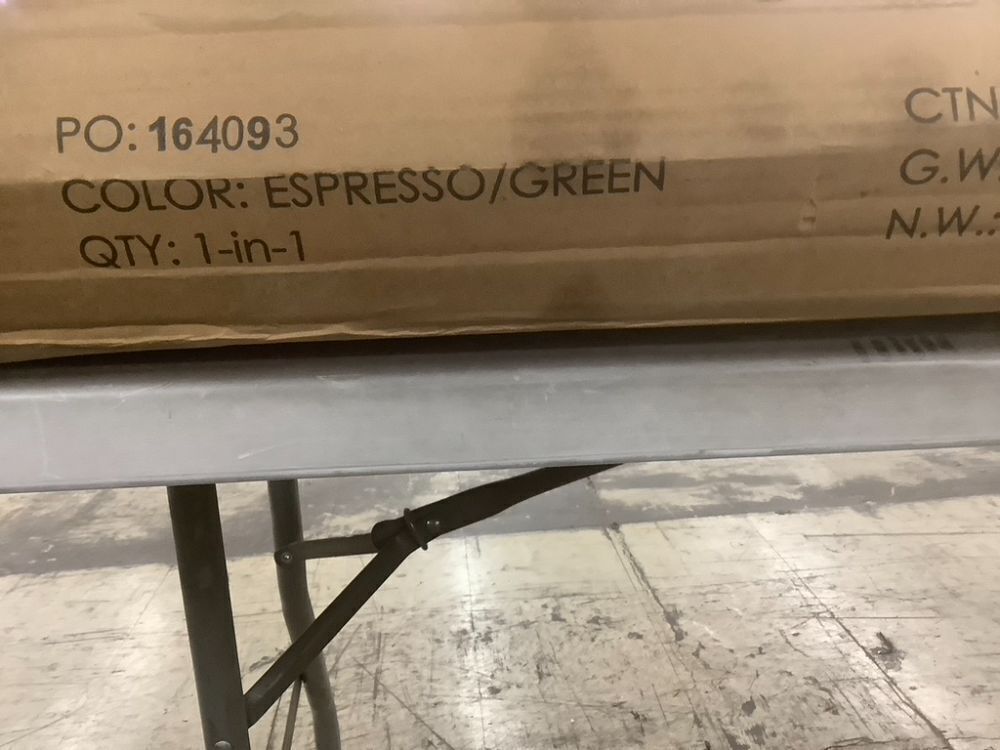 PO: 164093
COLOR: ESPRESSO/GREEN
QTY: 1-in-1
CTN
G.W.
N.W.: